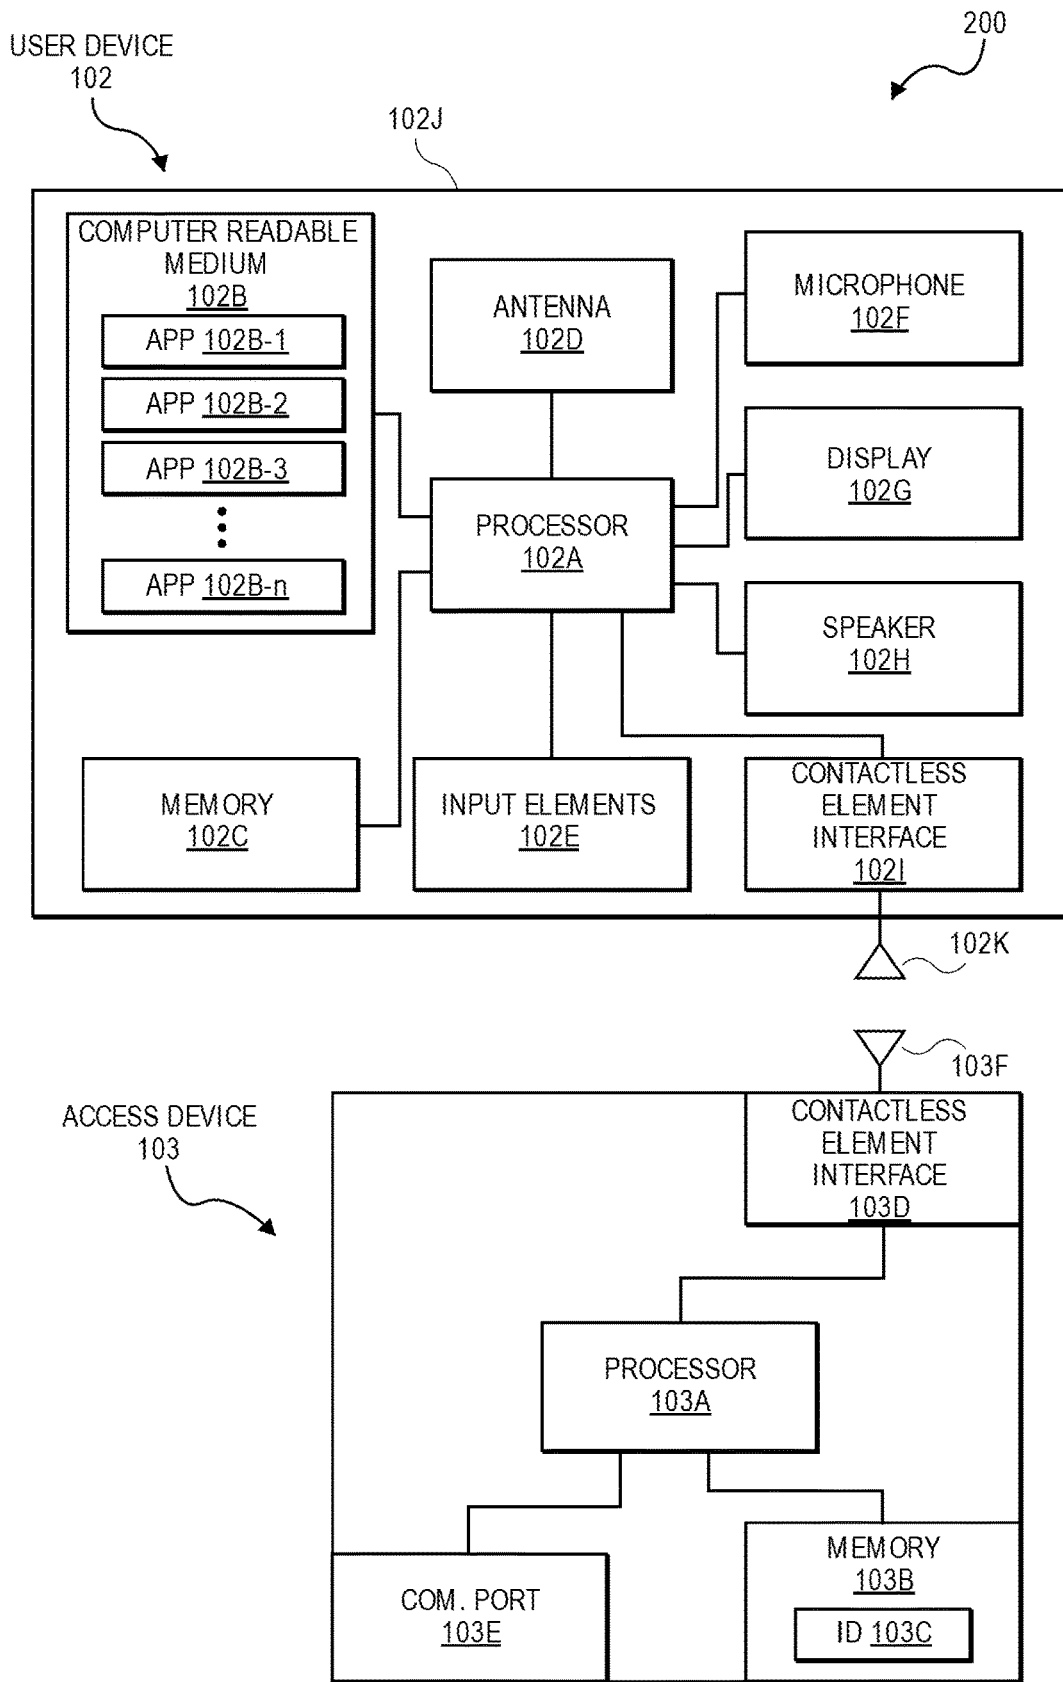 200
USER DEVICE
102
102J
COMPUTER READABLE
MEDIUM
102B
APP 102B-1
APP 102B-2
APP 102B-3
APP 102B-n
ANTENNA
102D
MICROPHONE
102F
DISPLAY
102G
PROCESSOR
102A
SPEAKER
102H
MEMORY
102C
INPUT ELEMENTS
102E
CONTACTLESS
ELEMENT
INTERFACE
102I
102K
103F
ACCESS DEVICE
103
CONTACTLESS
ELEMENT
INTERFACE
103D
PROCESSOR
103A
COM. PORT
103E
MEMORY
103B
ID 103C